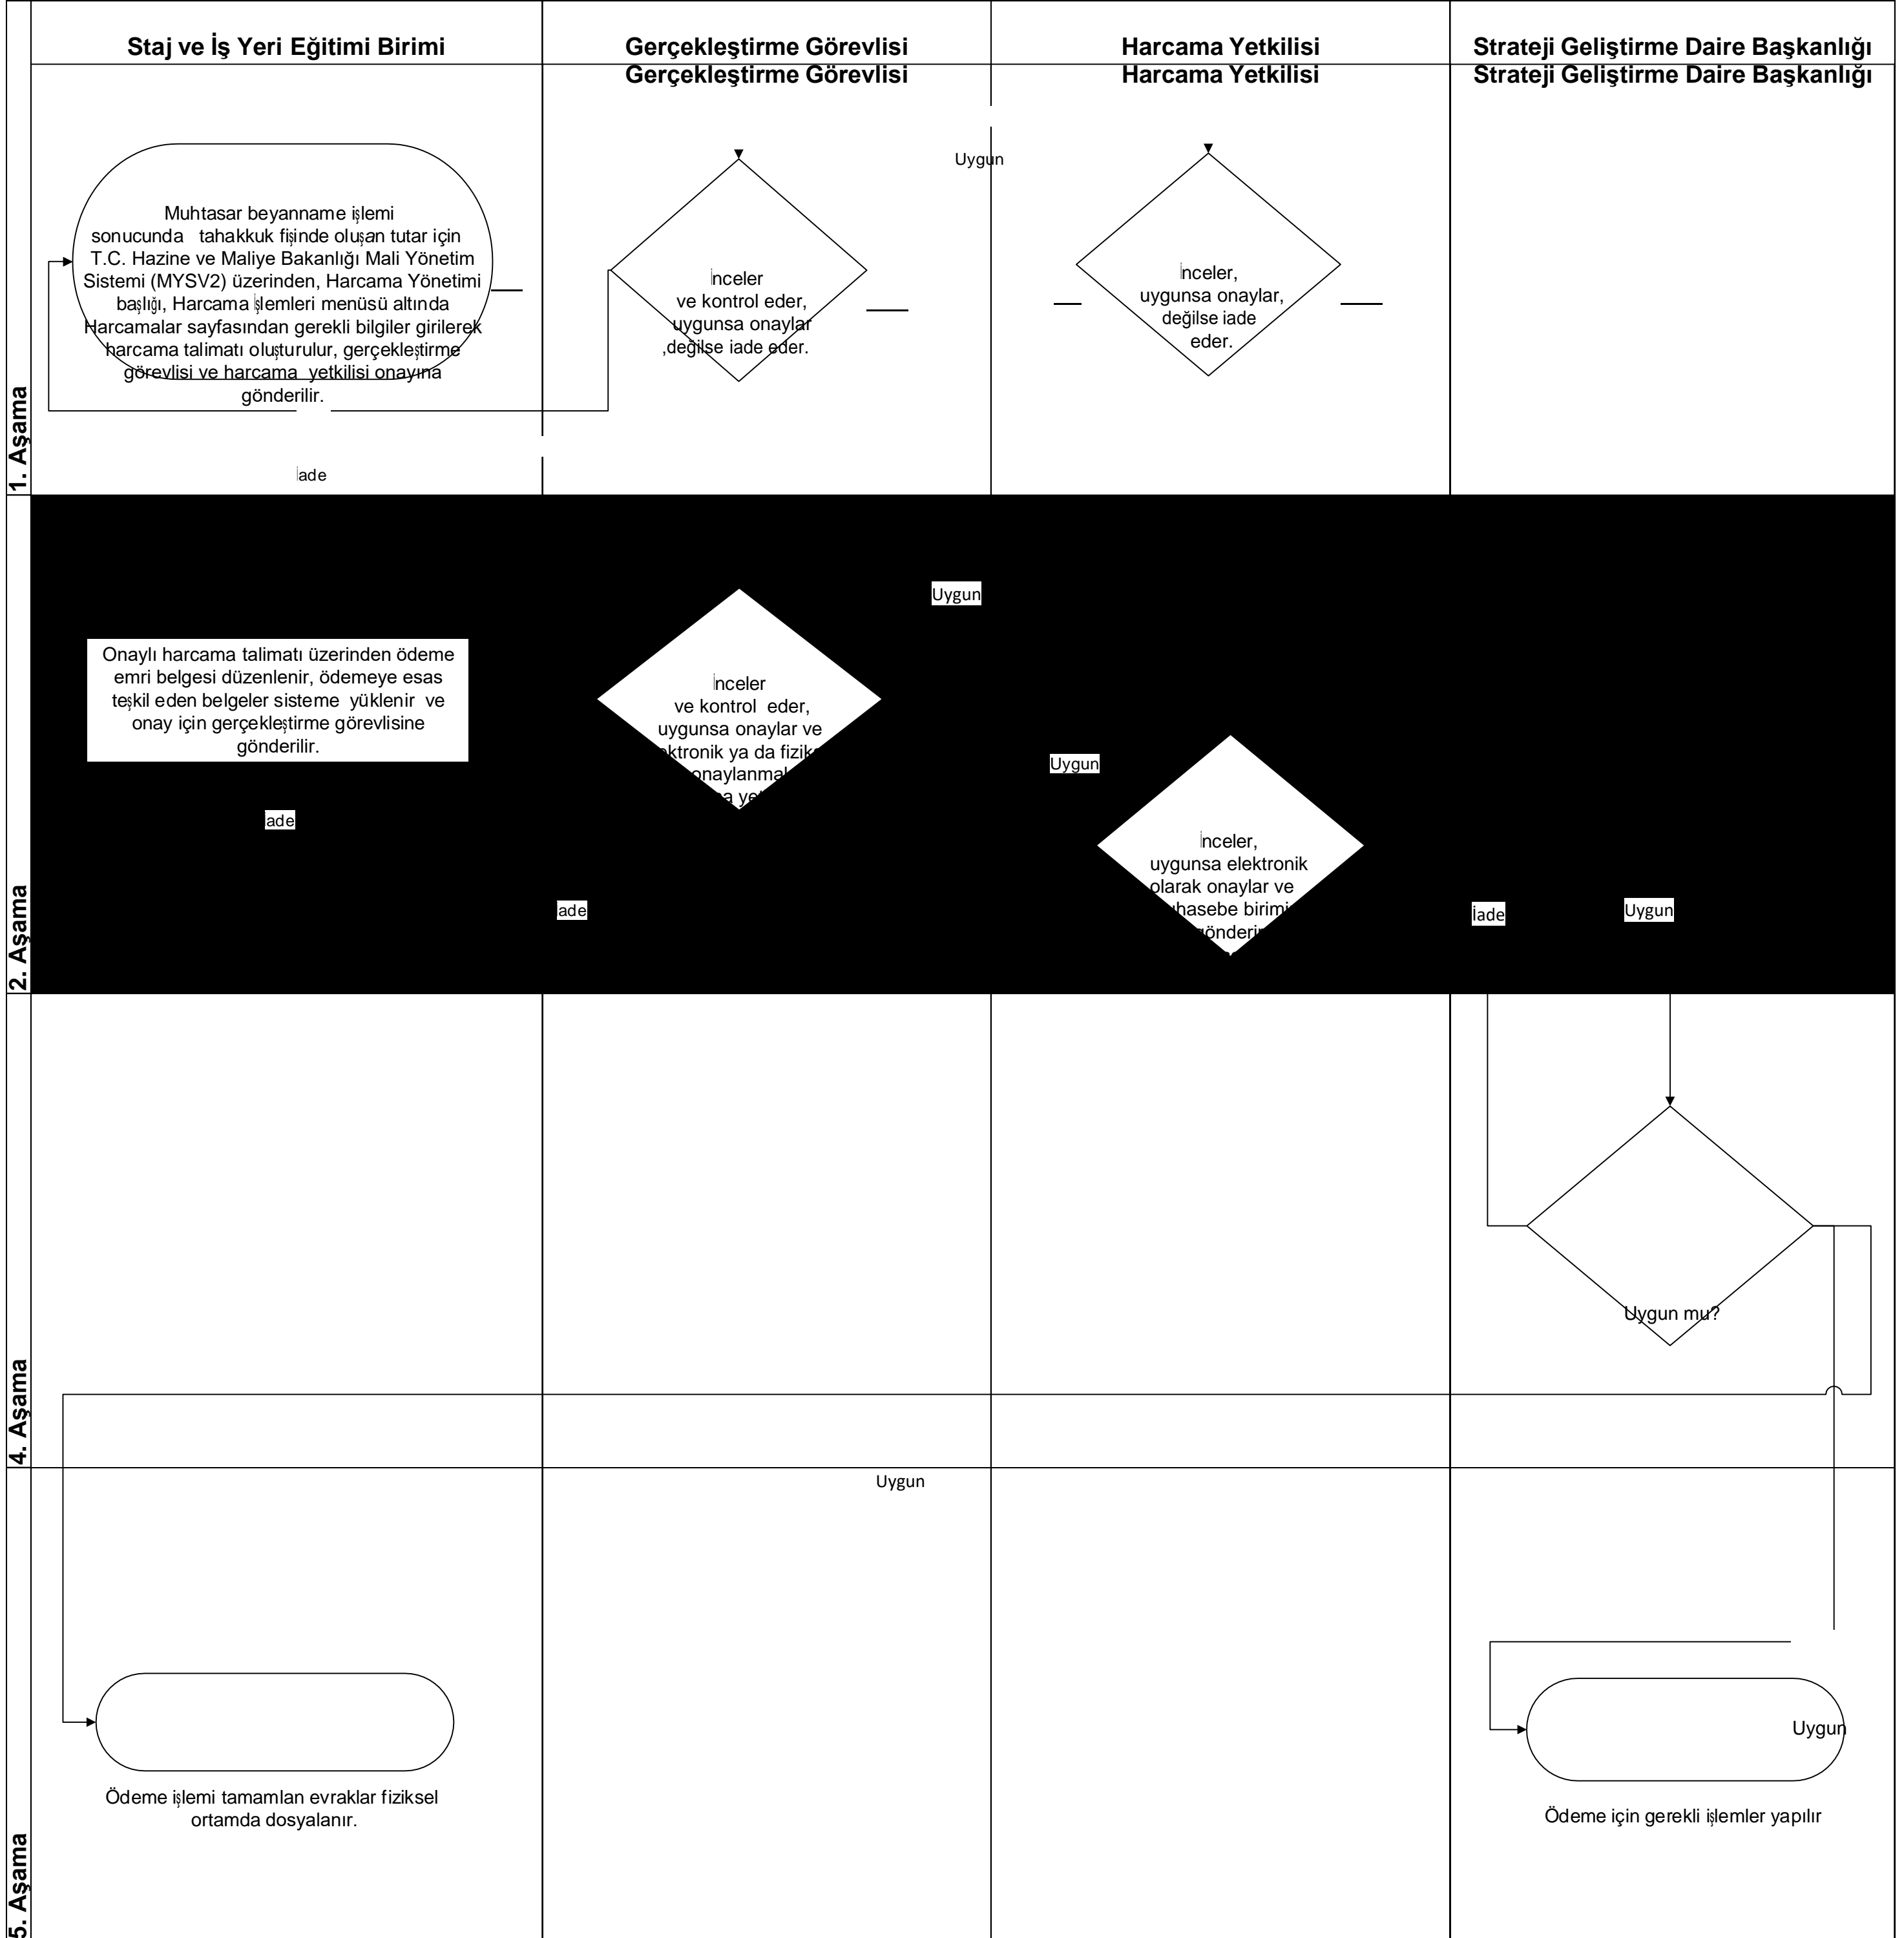 Staj ve İş Yeri Eğitimi Birimi
Gerçekleştirme Görevlisi
Harcama Yetkilisi
Strateji Geliştirme Daire Başkanlığı
Gerçekleştirme Görevlisi
Harcama Yetkilisi
Strateji Geliştirme Daire Başkanlığı
1. Aşama
Muhtasar beyanname işlemi
sonucunda tahakkuk fişinde oluşan tutar için
T.C. Hazine ve Maliye Bakanlığı Mali Yönetim
Sistemi (MYSV2) üzerinden, Harcama Yönetimi
başlığı, Harcama İşlemleri menüsü altında
Harcamalar sayfasından gerekli bilgiler girilerek
harcama talimatı oluşturulur, gerçekleştirme
görevlisi ve harcama yetkilisi onayına
gönderilir.
İade
İnceler
ve kontrol eder,
uygunsa onaylar
,değilse iade eder.
Uygun
İnceler,
uygunsa onaylar,
değilse iade
eder.
2. Aşama
Onaylı harcama talimatı üzerinden ödeme
emri belgesi düzenlenir, ödemeye esas
teşkil eden belgeler sisteme yüklenir ve
onay için gerçekleştirme görevlisine
gönderilir.
İade
İnceler
ve kontrol eder,
uygunsa onaylar ve
ya da
Uygun
İade
Uygun
İnceler,
uygunsa elektronik
olarak onaylar ve
İade
Uygun
4. Aşama
Uygun mu?
5. Aşama
Uygun
Ödeme işlemi tamamlan evraklar fiziksel
ortamda dosyalanır.
Uygun
Ödeme için gerekli işlemler yapılır